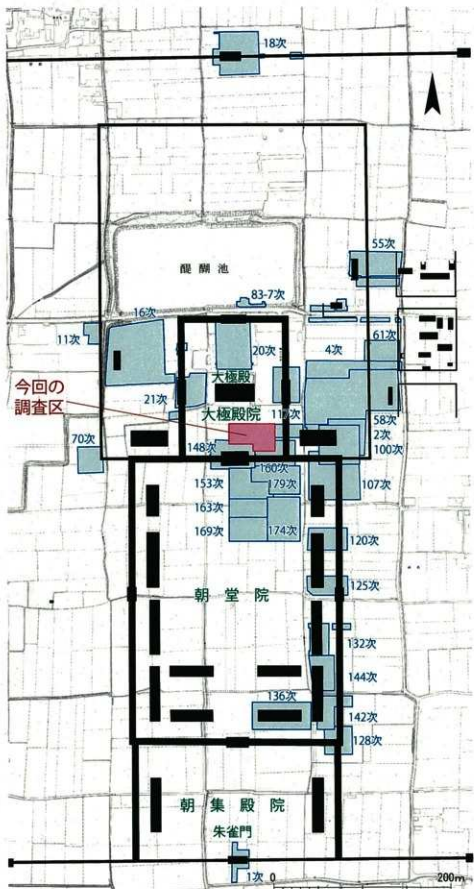 18次
55次
醍醐池
83-7次
16次
11次
20次
4次
61次
大極殿
今回の
調査区
21次
大極殿院
117次
58次
2次
70次
148次
100次
160次
153次
179次
107次
163次
169次
174次
120次
125次
朝堂院
132次
144次
136次
142次
128次
朝集殿院
朱雀門
1次
0
200m